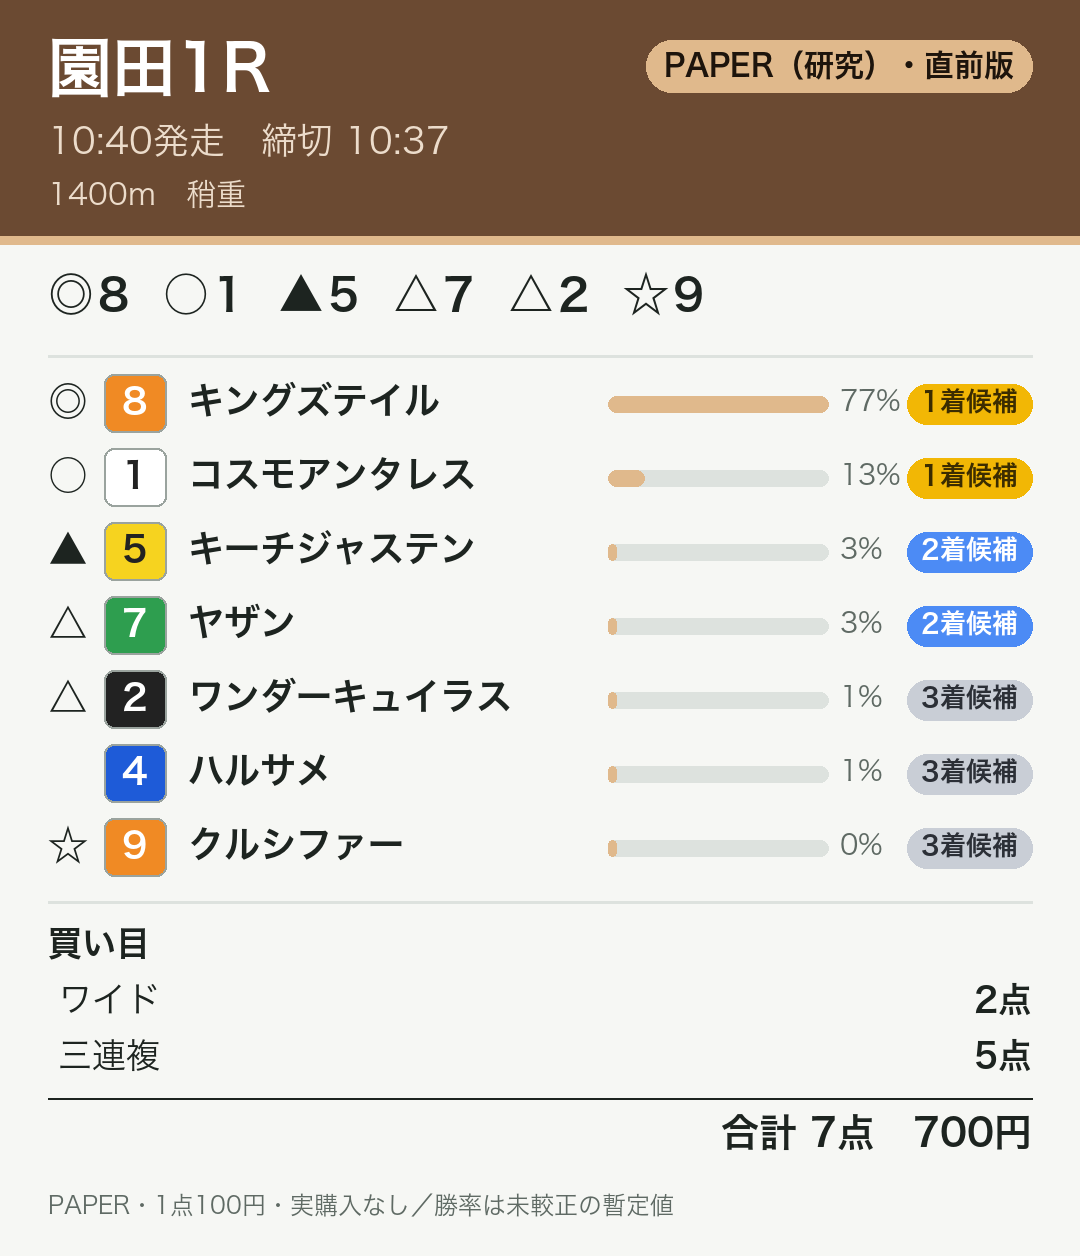 園田1R
PAPER（研究）・直前版
10:40発走　締切 10:37
1400m　稍重
◎8 ○1 ▲5 △7 △2 ☆9
◎ 8 キングズテイル 77% 1着候補
○ 1 コスモアンタレス 13% 1着候補
▲ 5 キーチジャステン 3% 2着候補
△ 7 ヤザン 3% 2着候補
△ 2 ワンダーキュイラス 1% 3着候補
4 ハルサメ 1% 3着候補
☆ 9 クルシファー 0% 3着候補
買い目
ワイド 2点
三連複 5点
合計 7点　700円
PAPER・1点100円・実購入なし／勝率は未較正の暫定値